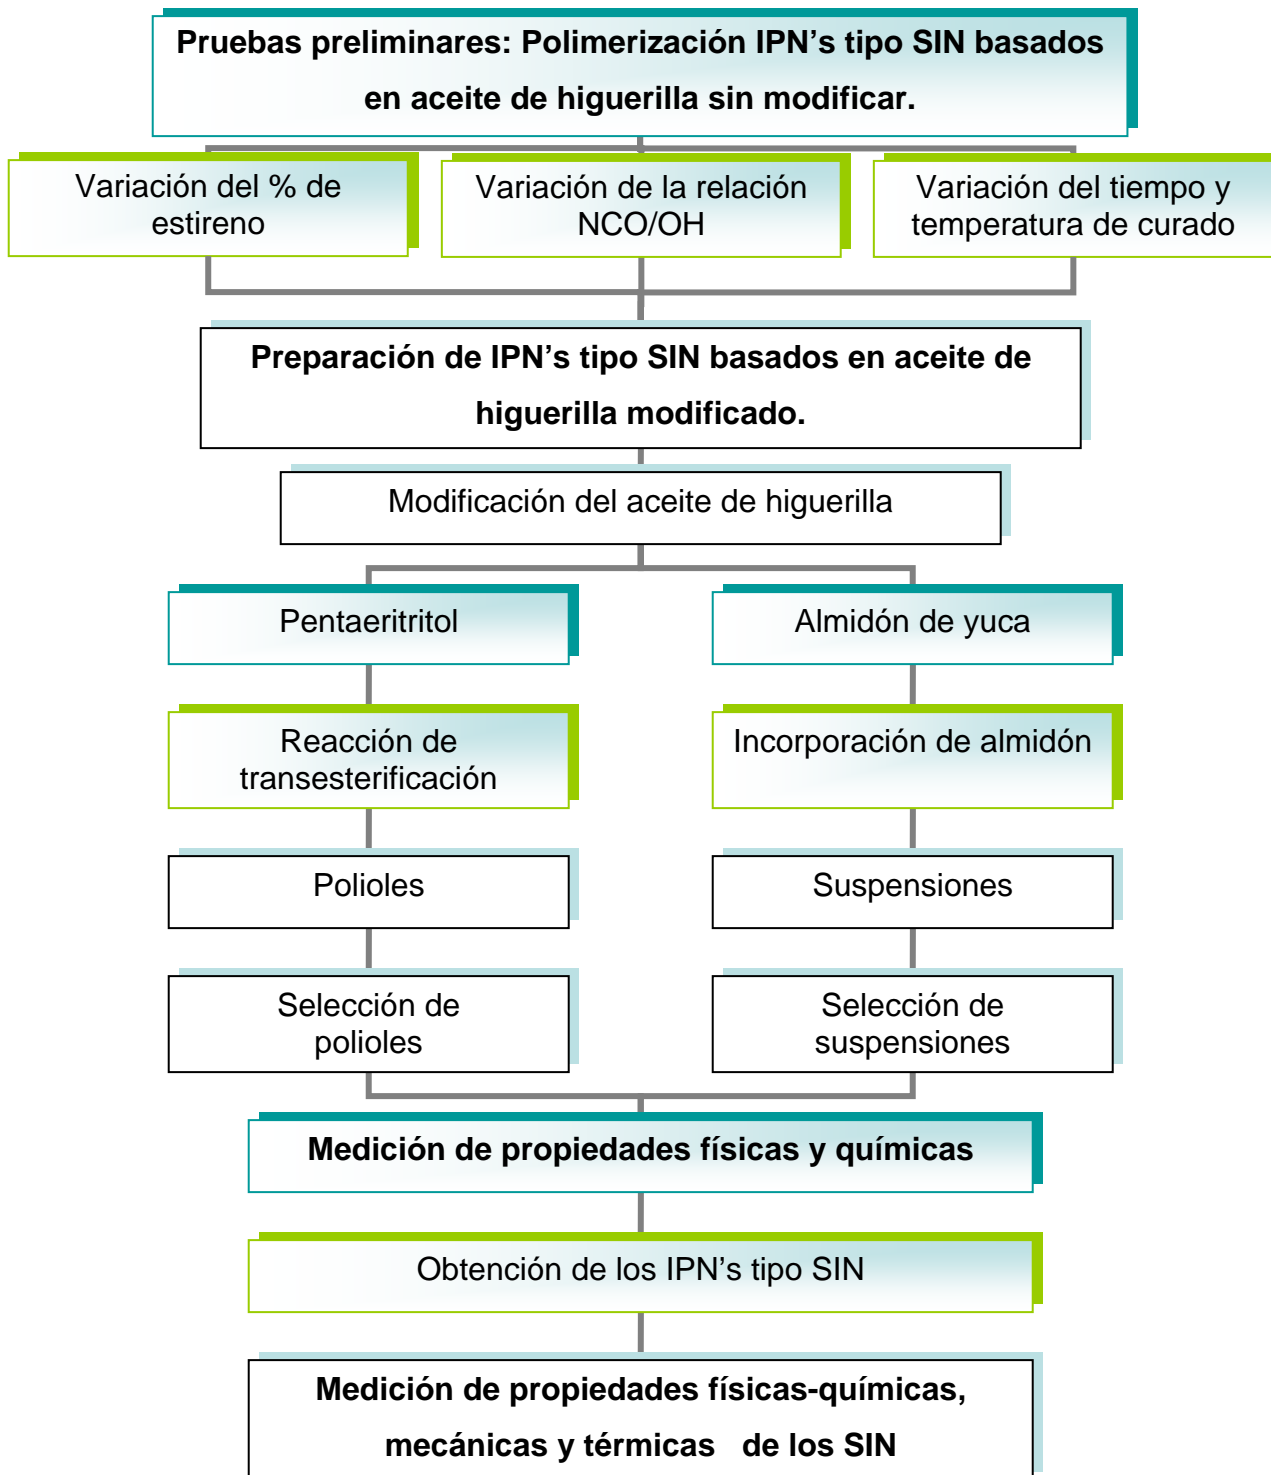 Pruebas preliminares: Polimerización IPN’s tipo SIN basados
en aceite de higuerilla sin modificar.
Variación del % de
estireno
Variación de la relación
NCO/OH
Variación del tiempo y
temperatura de curado
Preparación de IPN’s tipo SIN basados en aceite de
higuerilla modificado.
Modificación del aceite de higuerilla
Pentaeritritol
Almidón de yuca
Reacción de
transesterificación
Incorporación de almidón
Polioles
Suspensiones
Selección de
polioles
Selección de
suspensiones
Medición de propiedades físicas y químicas
Obtención de los IPN’s tipo SIN
Medición de propiedades físicas-químicas,
mecánicas y térmicas de los SIN